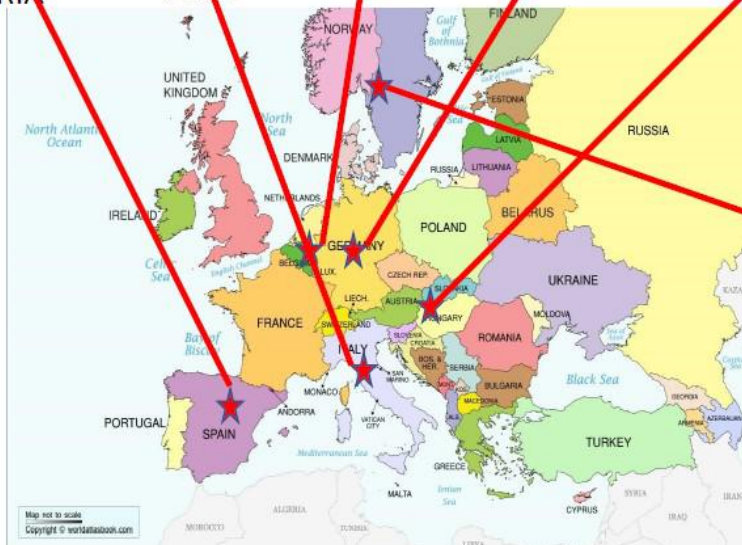 NORWAY
FINLAND
Gulf
of
Bothnia
UNITED
KINGDOM
North
Sea
ESTONIA
RUSSIA
North Atlantic
Ocean
LATVIA
DENMARK
Sea
LITHUANIA
RUSSIA
NETHERLANDS
BELARUS
IRELAND
POLAND
GERMANY
Celtic
Sea
English Channel
LUX.
CZECH REP.
UKRAINE
SLOVAKIA
LIECH.
AUSTRIA
MOLDOVA
FRANCE
SWITZERLAND
HUNGARY
SLOVENIA
ROMANIA
ITALY
CROATIA
Bay of
Biscay
BOS. &
HER.
SERBIA
SAN
MARINO
MONACO
BULGARIA
Black Sea
GEORGIA
ANDORRA
MACEDONIA
ARMENIA
AZERBAIJAN
PORTUGAL
VATICAN
CITY
SPAIN
TURKEY
Mediterranean Sea
GREECE
Ionian
Sea
MALTA
CYPRUS
SYRIA
IRAQ
IRAN
Map not to scale
Copyright © worldatlasbook.com
MOROCCO
ALGERIA
TUNISIA